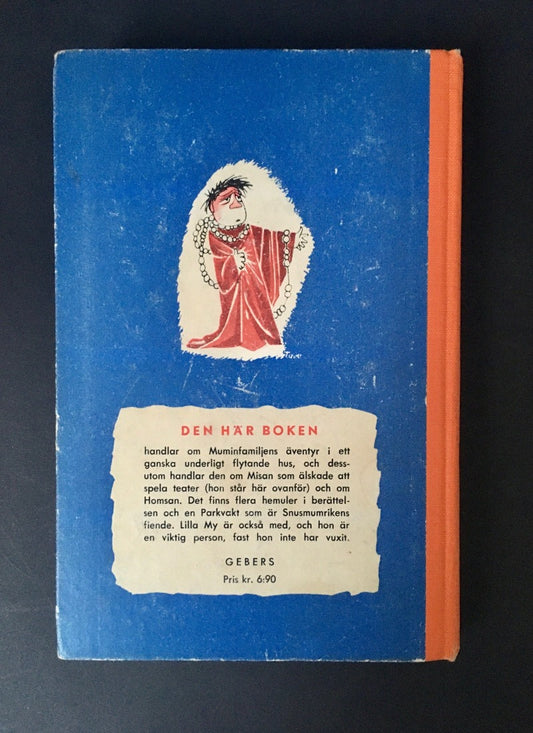 Tove
DEN HÄR BOKEN
handlar om Muminfamiljens äventyr i ett
ganska underligt flytande hus, och dess-
utom handlar den om Misan som älskade att
spela teater (hon står här ovanför) och om
Homsan. Det finns flera hemuler i berättel-
sen och en Parkvakt som är Snusmumrikens
fiende. Lilla My är också med, och hon är
en viktig person, fast hon inte har vuxit.
GEBERS
Pris kr. 6:90